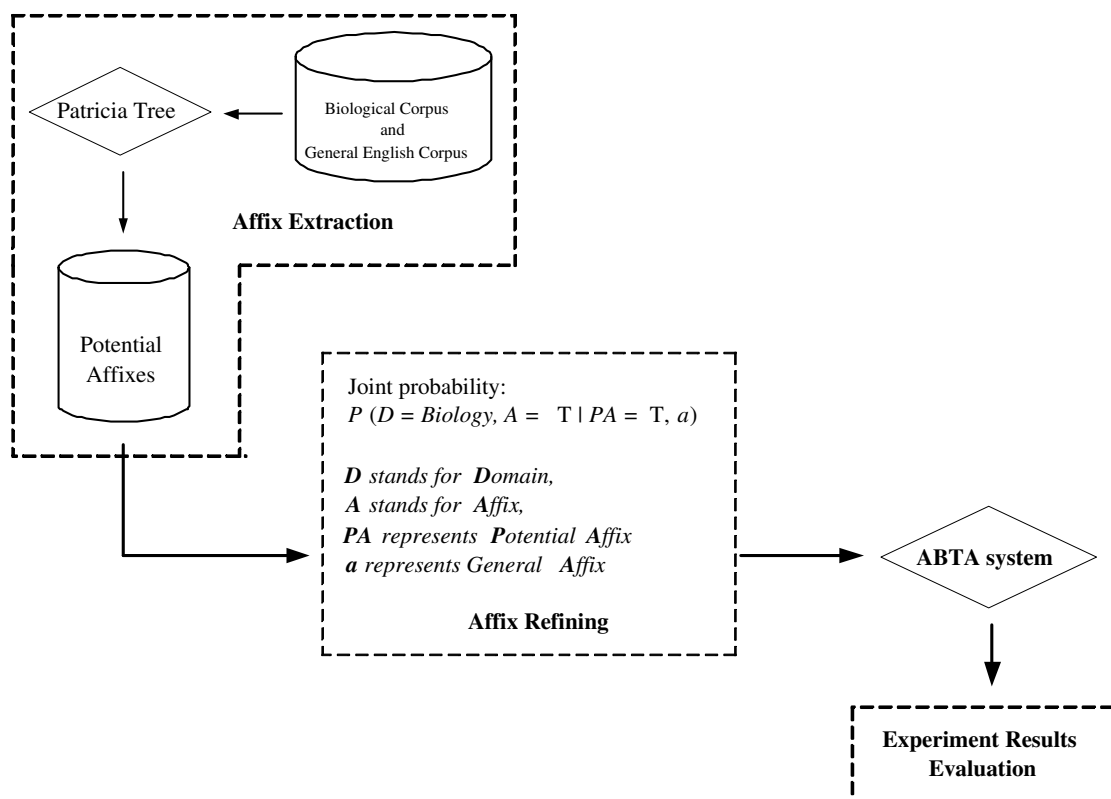 Patricia Tree
Biological Corpus
and
General English Corpus
Affix Extraction
Potential
Affixes
Joint probability:
P (D = Biology, A = T | PA = T, a)
D stands for Domain,
A stands for Affix,
PA represents Potential Affix
a represents General Affix
Affix Refining
ABTA system
Experiment Results
Evaluation